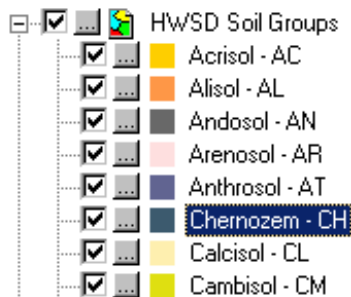 HWSD Soil Groups
Acrisol - AC
Alisol - AL
Andosol - AN
Arenosol - AR
Anthrosol - AT
Chernozem - CH
Calcisol - CL
Cambisol - CM